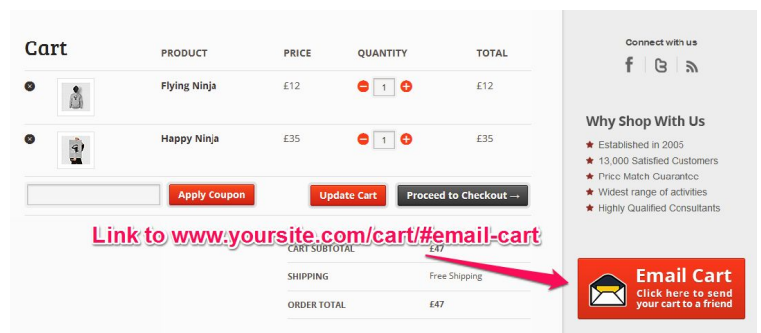 Cart
PRODUCT PRICE QUANTITY TOTAL
Flying Ninja £12 1 £12
Happy Ninja £35 1 £35
Apply Coupon Update Cart Proceed to Checkout →
Link to www.yoursite.com/cart/#email-cart
CART SUBTOTAL £47
SHIPPING Free Shipping
ORDER TOTAL £47
Connect with us
Why Shop With Us
Established in 2005
13,000 Satisfied Customers
Price Match Guarantee
Widest range of activities
Highly Qualified Consultants
Email Cart
Click here to send
your cart to a friend